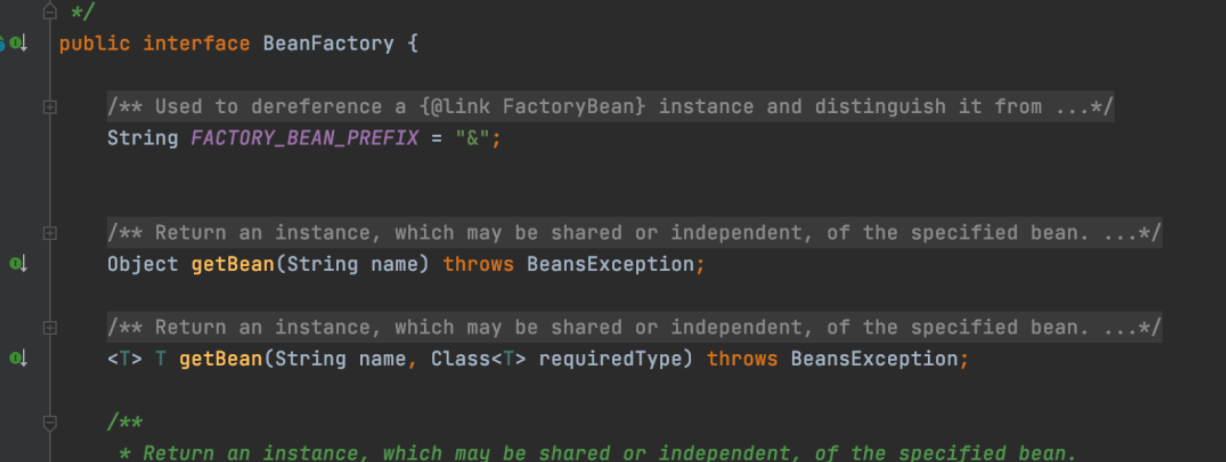 */
public interface BeanFactory {
/** Used to dereference a {@link FactoryBean} instance and distinguish it from ...*/
String FACTORY_BEAN_PREFIX = "&";
/** Return an instance, which may be shared or independent, of the specified bean. ...*/
Object getBean(String name) throws BeansException;
/** Return an instance, which may be shared or independent, of the specified bean. ...*/
<T> T getBean(String name, Class<T> requiredType) throws BeansException;
/**
* Return an instance, which may be shared or independent, of the specified bean.